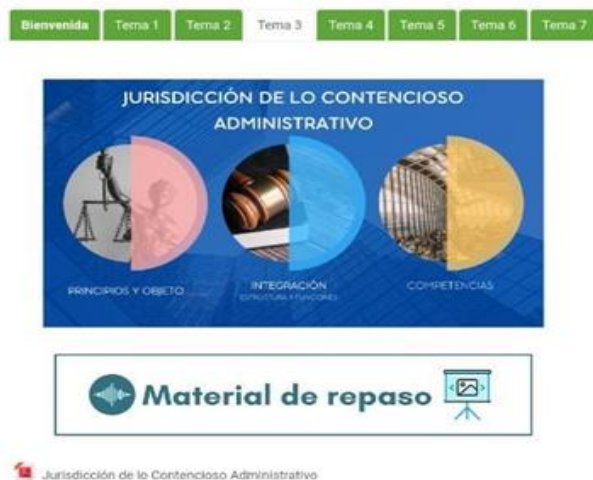 Bienvenida
Tema 1
Tema 2
Tema 3
Tema 4
Tema 5
Tema 6
Tema 7
JURISDICCIÓN DE LO CONTENCIOSO
ADMINISTRATIVO
PRINCIPIOS Y OBJETO
INTEGRACIÓN
ESTRUCTURA Y FUNCIONES
COMPETENCIAS
Material de repaso
Jurisdicción de lo Contencioso Administrativo